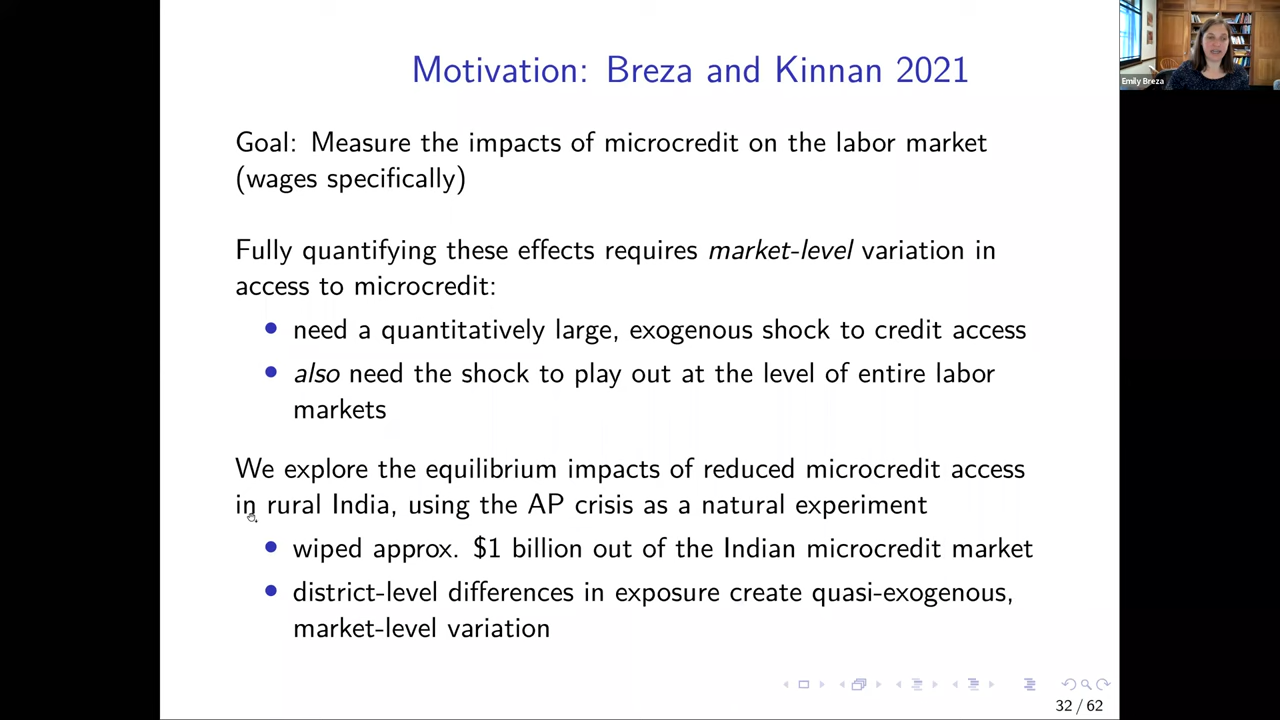 Motivation: Breza and Kinnan 2021
Emily Breza
Goal: Measure the impacts of microcredit on the labor market
(wages specifically)
Fully quantifying these effects requires market-level variation in
access to microcredit:
• need a quantitatively large, exogenous shock to credit access
• also need the shock to play out at the level of entire labor
markets
We explore the equilibrium impacts of reduced microcredit access
in rural India, using the AP crisis as a natural experiment
• wiped approx. $1 billion out of the Indian microcredit market
• district-level differences in exposure create quasi-exogenous,
market-level variation
32 / 62